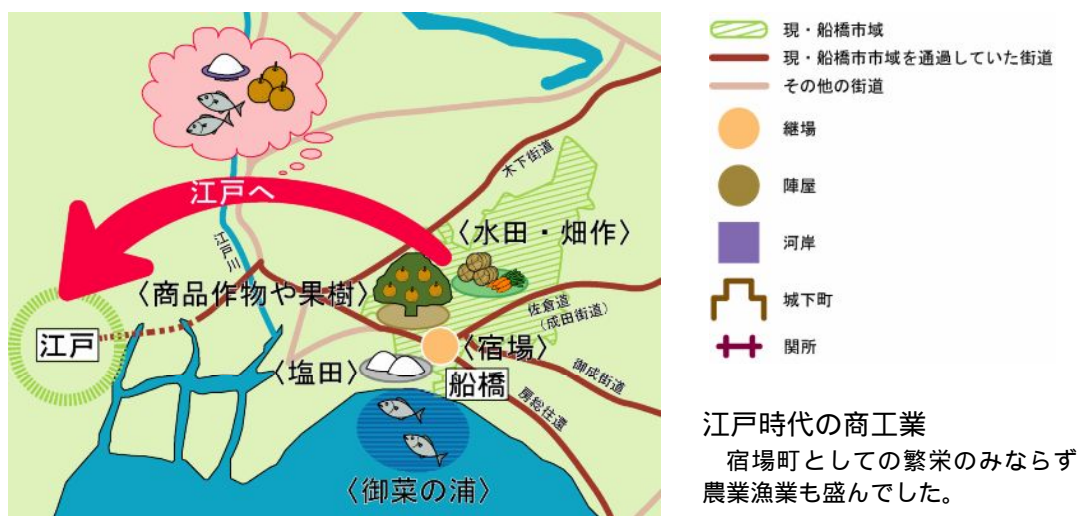 江戸へ
江戸川
木下街道
〈水田・畑作〉
〈商品作物や果樹〉
佐倉道
(成田街道)
江戸
〈宿場〉
〈塩田〉
船橋
御成街道
房総往還
〈御菜の浦〉
現・船橋市域
現・船橋市市域を通過していた街道
その他の街道
継場
陣屋
河岸
城下町
関所
江戸時代の商工業
宿場町としての繁栄のみならず
農業漁業も盛んでした。